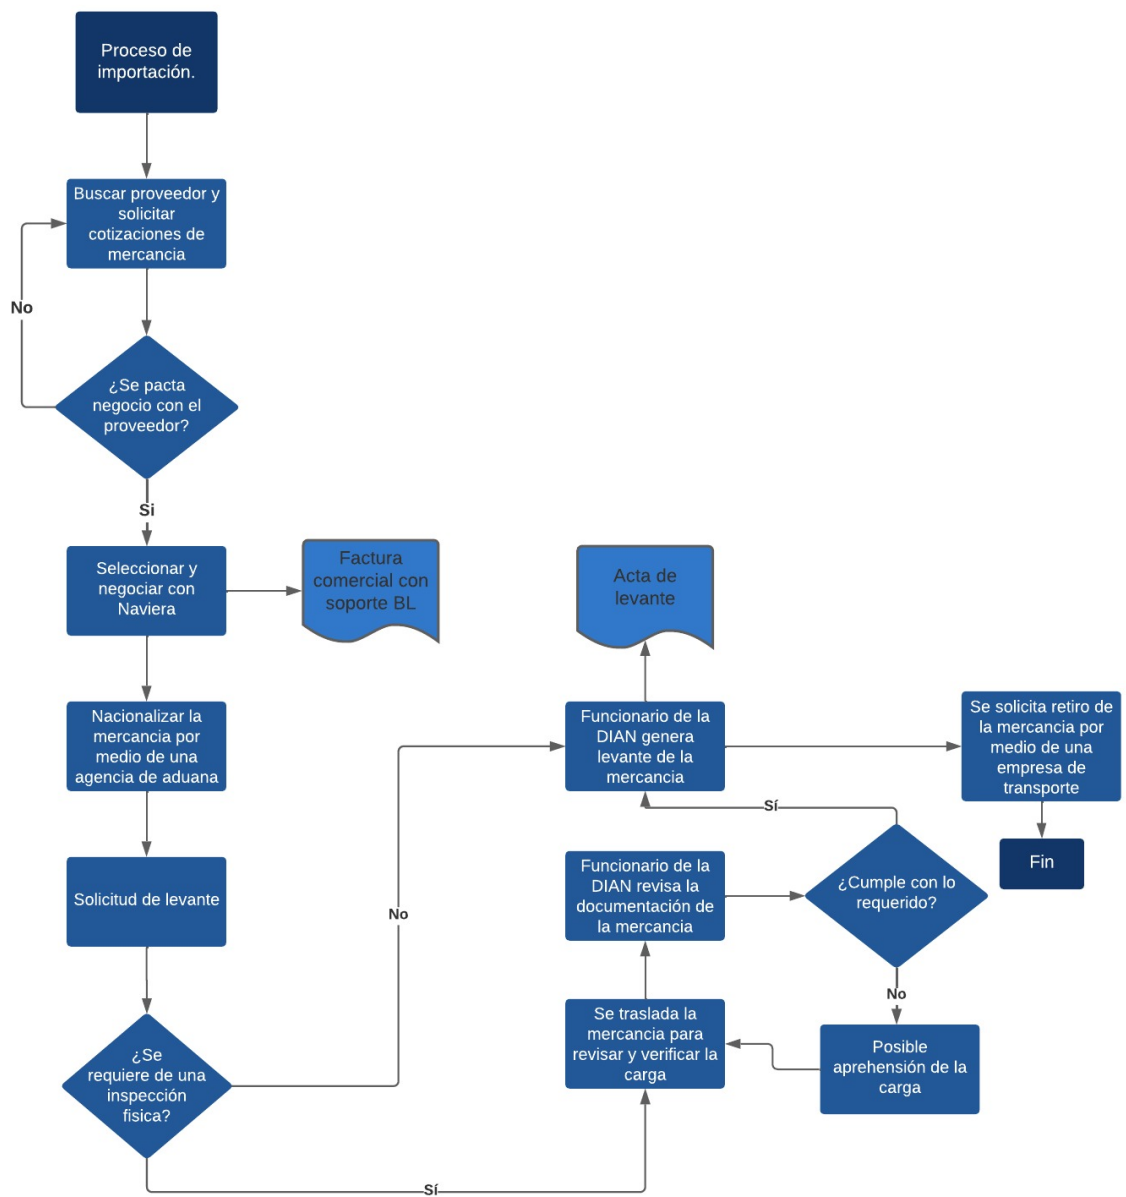 Proceso de
importación.
Buscar proveedor y
solicitar
cotizaciones de
mercancia
No
¿Se pacta
negocio con el
proveedor?
Si
Seleccionar y
negociar con
Naviera
Factura
comercial con
soporte BL
Nacionalizar la
mercancia por
medio de una
agencia de aduana
Solicitud de levante
¿Se
requiere de una
inspección
fisica?
No
Sí
Acta de
levante
Funcionario de la
DIAN genera
levante de la
mercancia
Se solicita retiro de
la mercancia por
medio de una
empresa de
transporte
Fin
Sí
Funcionario de la
DIAN revisa la
documentación de
la mercancia
¿Cumple con lo
requerido?
No
Se traslada la
mercancia para
revisar y verificar la
carga
Posible
aprehensión de la
carga